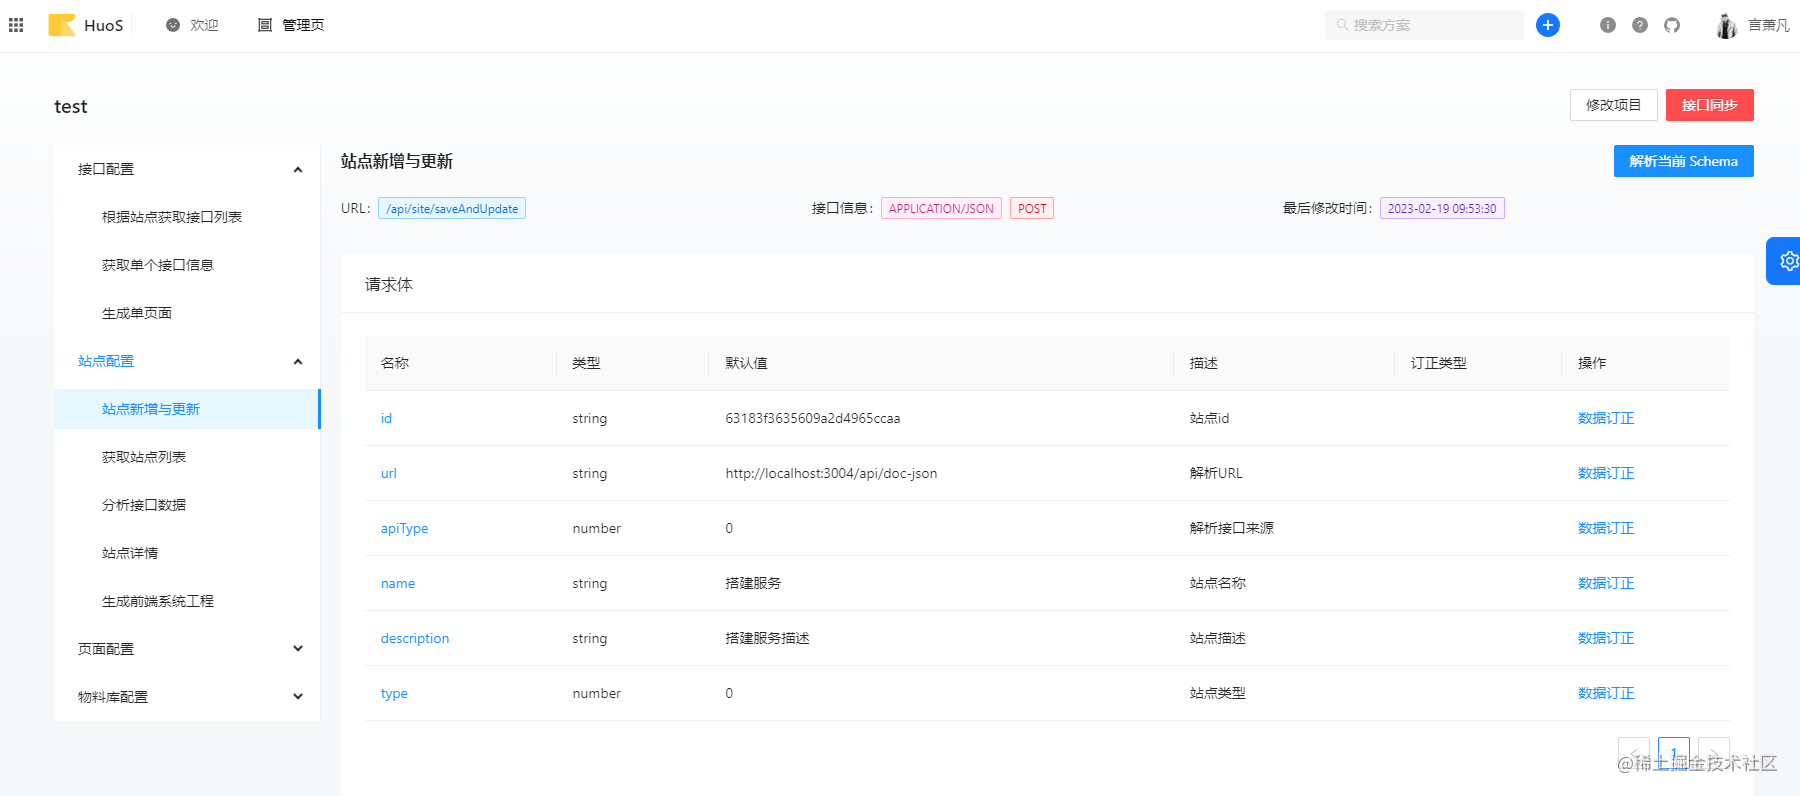 HuoS 欢迎 管理页 搜索方案 言萧凡
test 修改项目 接口同步
接口配置
根据站点获取接口列表
获取单个接口信息
生成单页面
站点配置
站点新增与更新
获取站点列表
分析接口数据
站点详情
生成前端系统工程
页面配置
物料库配置
站点新增与更新 解析当前 Schema
URL: /api/site/saveAndUpdate 接口信息: APPLICATION/JSON POST 最后修改时间: 2023-02-19 09:53:30
请求体
名称 类型 默认值 描述 订正类型 操作
id string 63183f3635609a2d4965ccaa 站点id 数据订正
url string http://localhost:3004/api/doc-json 解析URL 数据订正
apiType number 0 解析接口来源 数据订正
name string 搭建服务 站点名称 数据订正
description string 搭建服务描述 站点描述 数据订正
type number 0 站点类型 数据订正
< 1 >
@稀土掘金技术社区